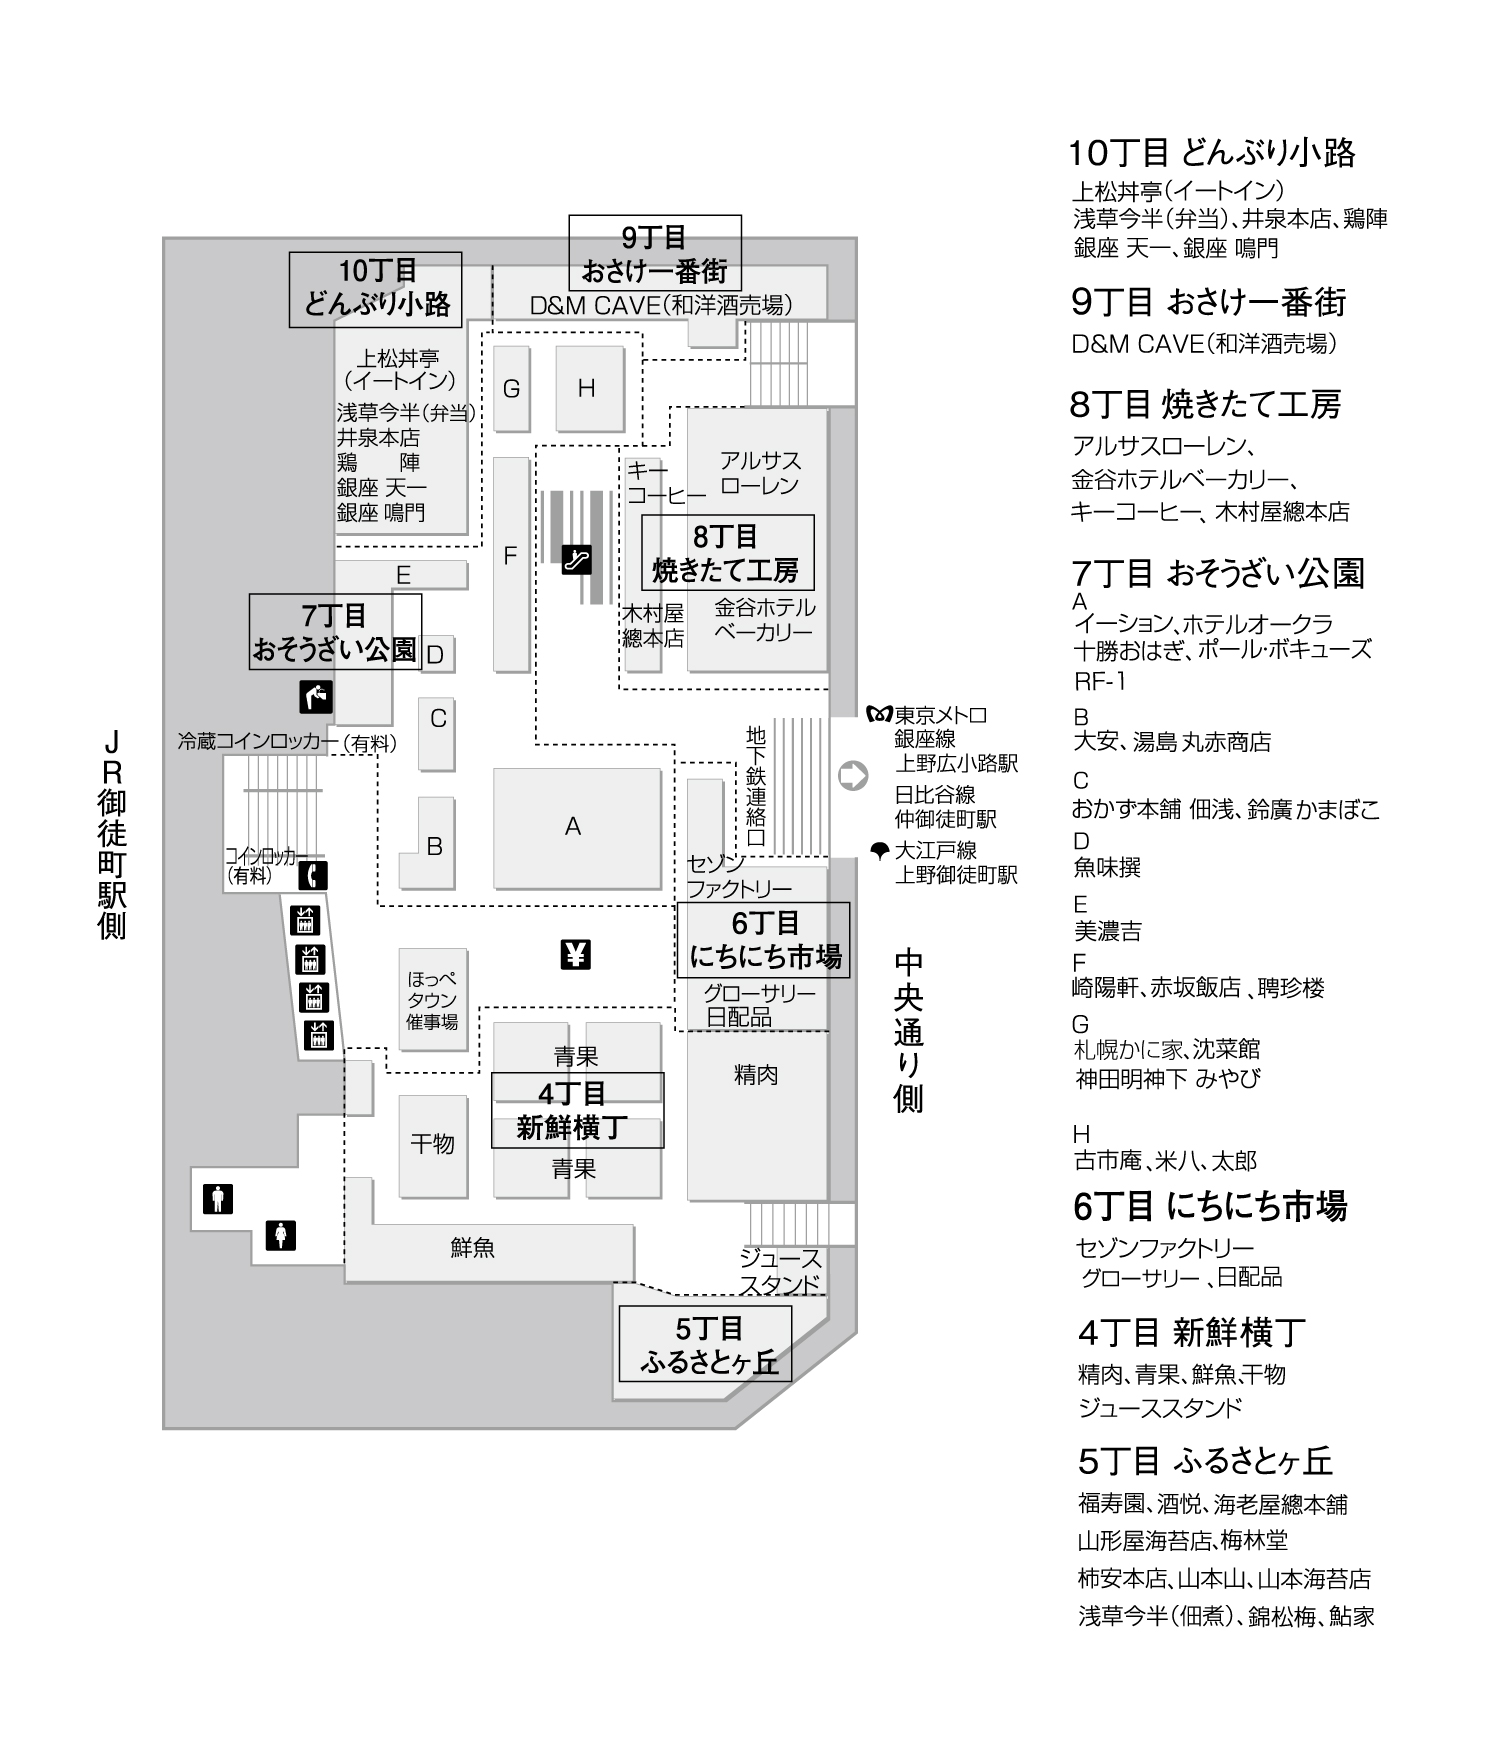 9丁目
おさけ一番街
10丁目
どんぶり小路
D&M CAVE(和洋酒売場)
上松丼亭
(イートイン)
浅草今半(弁当)
井泉本店
鶏 陣
銀座 天一
銀座 鳴門
G
H
キー
コーヒー
アルサス
ローレン
8丁目
焼きたて工房
F
E
木村屋
總本店
金谷ホテル
ベーカリー
7丁目
おそうざい公園
D
C
冷蔵コインロッカー(有料)
地下鉄連絡口
東京メトロ
銀座線
上野広小路駅
日比谷線
仲御徒町駅
大江戸線
上野御徒町駅
JR御徒町駅側
A
B
コインロッカー
(有料)
セゾン
ファクトリー
6丁目
にちにち市場
¥
グローサリー
日配品
ほっぺ
タウン
催事場
中央通り側
青果
4丁目
新鮮横丁
青果
精肉
干物
鮮魚
ジュース
スタンド
5丁目
ふるさとヶ丘
10丁目 どんぶり小路
上松丼亭(イートイン)
浅草今半(弁当)、井泉本店、鶏陣
銀座 天一、銀座 鳴門
9丁目 おさけ一番街
D&M CAVE(和洋酒売場)
8丁目 焼きたて工房
アルサスローレン、
金谷ホテルベーカリー、
キーコーヒー、木村屋總本店
7丁目 おそうざい公園
A
イーション、ホテルオークラ
十勝おはぎ、ポール・ボキューズ
RF-1
B
大安、湯島 丸赤商店
C
おかず本舗 佃浅、鈴廣かまぼこ
D
魚味撰
E
美濃吉
F
崎陽軒、赤坂飯店、聘珍楼
G
札幌かに家、沈菜館
神田明神下 みやび
H
古市庵、米八、太郎
6丁目 にちにち市場
セゾンファクトリー
グローサリー、日配品
4丁目 新鮮横丁
精肉、青果、鮮魚、干物
ジューススタンド
5丁目 ふるさとヶ丘
福寿園、酒悦、海老屋總本舗
山形屋海苔店、梅林堂
柿安本店、山本山、山本海苔店
浅草今半(佃煮)、錦松梅、鮎家